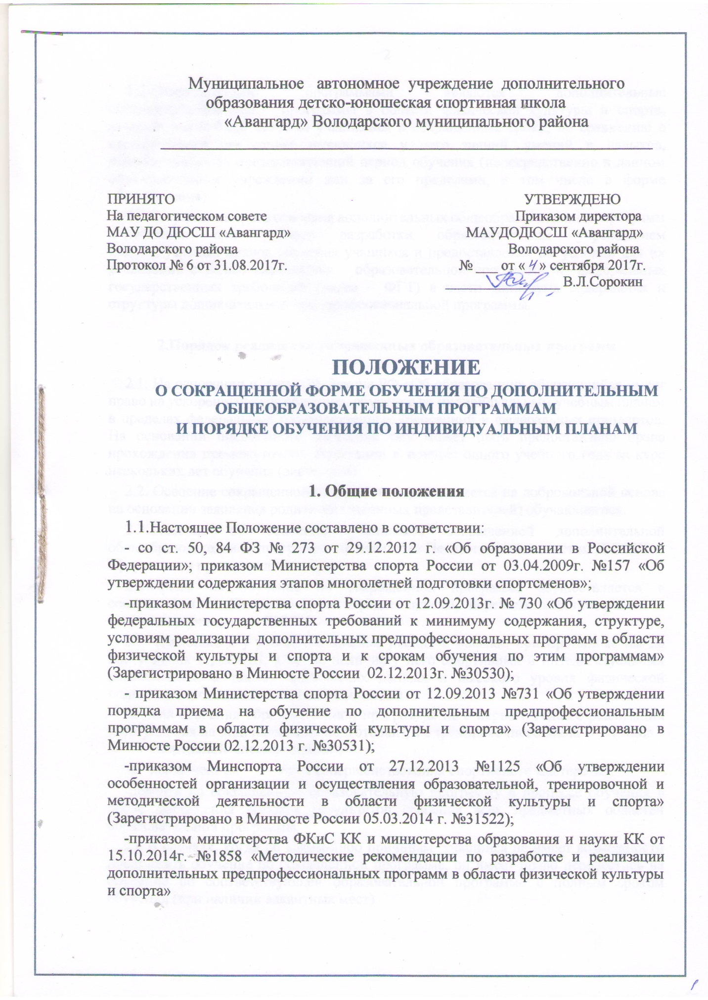 Муниципальное автономное учреждение дополнительного
образования детско-юношеская спортивная школа
«Авангард» Володарского муниципального района
ПРИНЯТО
На педагогическом совете
МАУ ДО ДЮСШ «Авангард»
Володарского района
Протокол № 6 от 31.08.2017г.
УТВЕРЖДЕНО
Приказом директора
МАУДОДЮСШ «Авангард»
Володарского района
№ ___ от « 4 » сентября 2017г.
В.Л.Сорокин
ПОЛОЖЕНИЕ
О СОКРАЩЕННОЙ ФОРМЕ ОБУЧЕНИЯ ПО ДОПОЛНИТЕЛЬНЫМ
ОБЩЕОБРАЗОВАТЕЛЬНЫМ ПРОГРАММАМ
И ПОРЯДКЕ ОБУЧЕНИЯ ПО ИНДИВИДУАЛЬНЫМ ПЛАНАМ
1. Общие положения
1.1.Настоящее Положение составлено в соответствии:
- со ст. 50, 84 ФЗ № 273 от 29.12.2012 г. «Об образовании в Российской
Федерации»; приказом Министерства спорта России от 03.04.2009г. №157 «Об
утверждении содержания этапов многолетней подготовки спортсменов»;
-приказом Министерства спорта России от 12.09.2013г. № 730 «Об утверждении
федеральных государственных требований к минимуму содержания, структуре,
условиям реализации дополнительных предпрофессиональных программ в области
физической культуры и спорта и к срокам обучения по этим программам»
(Зарегистрировано в Минюсте России 02.12.2013г. №30530);
- приказом Министерства спорта России от 12.09.2013 №731 «Об утверждении
порядка приема на обучение по дополнительным предпрофессиональным
программам в области физической культуры и спорта» (Зарегистрировано в
Минюсте России 02.12.2013 г. №30531);
-приказом Минспорта России от 27.12.2013 №1125 «Об утверждении
особенностей организации и осуществления образовательной, тренировочной и
методической деятельности в области физической культуры и спорта»
(Зарегистрировано в Минюсте России 05.03.2014 г. №31522);
-приказом министерства ФКиС КК и министерства образования и науки КК от
15.10.2014г. №1858 «Методические рекомендации по разработке и реализации
дополнительных предпрофессиональных программ в области физической культуры
и спорта»
1